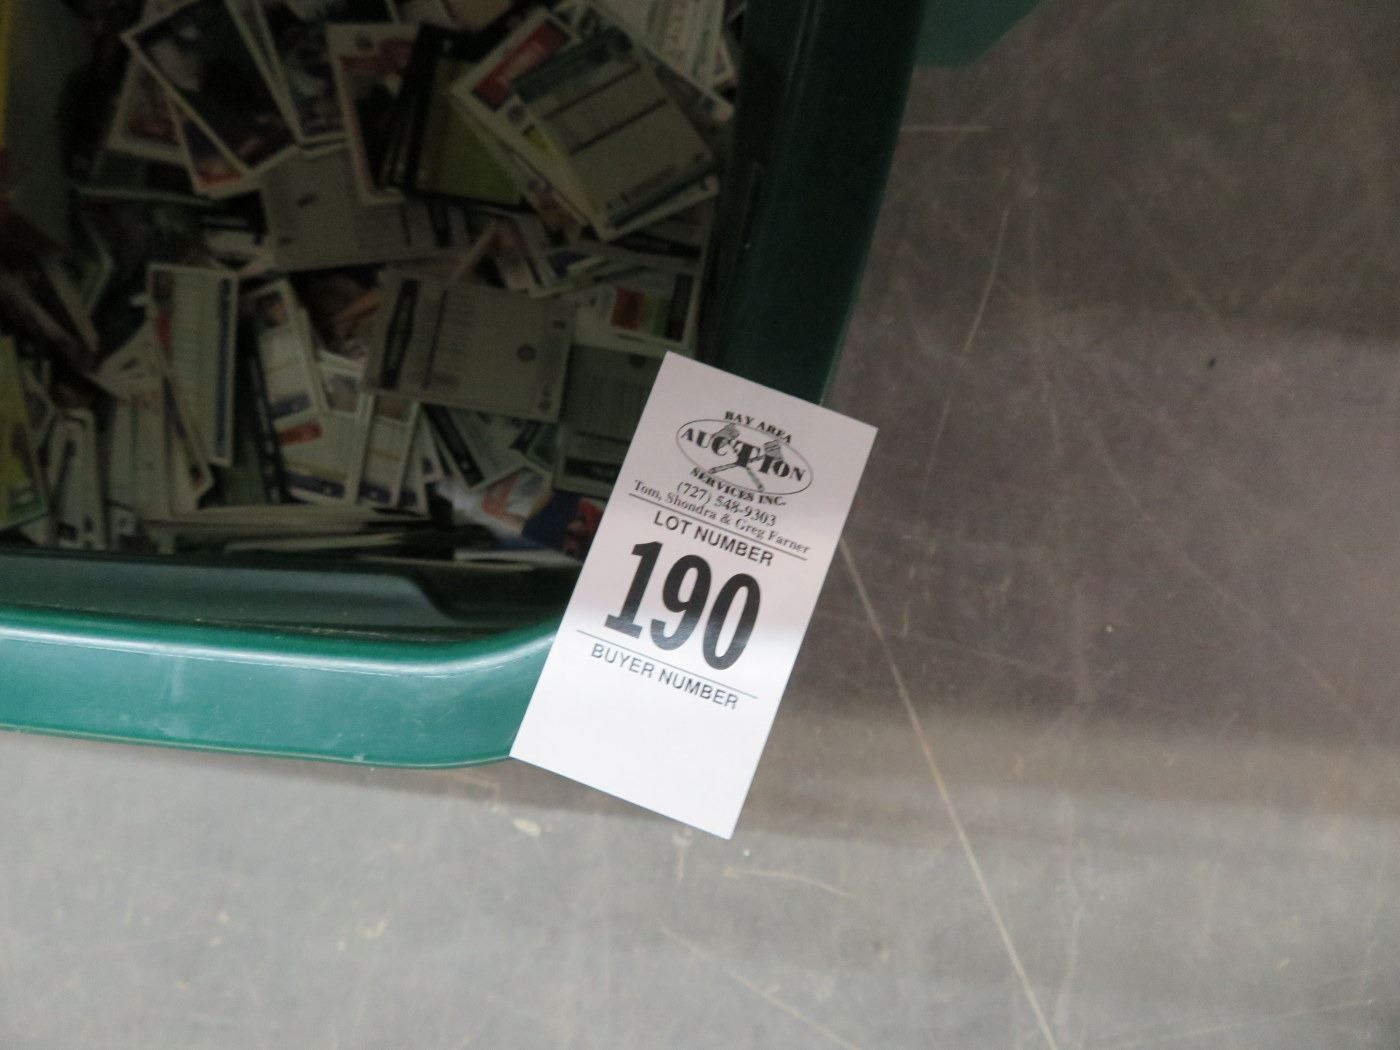 BAY AREA
AUCTION
SERVICES INC.
(727) 548-9303
Tom, Shondra & Greg Farner
LOT NUMBER
190
BUYER NUMBER